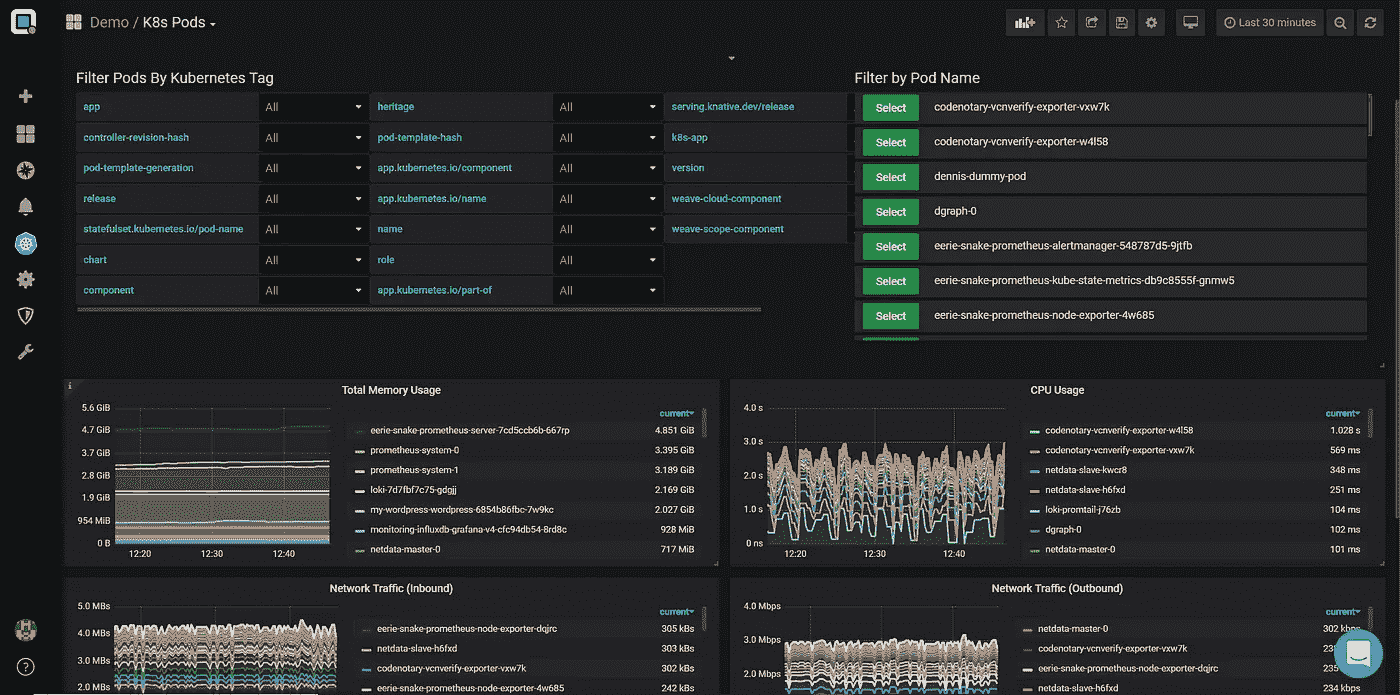 Demo / K8s Pods
Last 30 minutes
Filter Pods By Kubernetes Tag
app All heritage All serving.knative.dev/release
controller-revision-hash All pod-template-hash All k8s-app
pod-template-generation All app.kubernetes.io/component All version
release All app.kubernetes.io/name All weave-cloud-component
statefulset.kubernetes.io/pod-name All name All weave-scope-component
chart All role All
component All app.kubernetes.io/part-of All
Filter by Pod Name
Select codenotary-vcnverify-exporter-vxw7k
Select codenotary-vcnverify-exporter-w4l58
Select dennis-dummy-pod
Select dgraph-0
Select eerie-snake-prometheus-alertmanager-548787d5-9jtfb
Select eerie-snake-prometheus-kube-state-metrics-db9c8555f-gnmw5
Select eerie-snake-prometheus-node-exporter-4w685
i
Total Memory Usage
5.6 GiB
4.7 GiB
3.7 GiB
2.8 GiB
1.9 GiB
954 MiB
0 B
12:20 12:30 12:40
current
eerie-snake-prometheus-server-7cd5ccb6b-667rp 4.851 GiB
prometheus-system-0 3.395 GiB
prometheus-system-1 3.189 GiB
loki-7d7fbf7c75-gdgjj 2.169 GiB
my-wordpress-wordpress-6854b86fbc-7w9kc 2.027 GiB
monitoring-influxdb-grafana-v4-cfc94db54-8rd8c 928 MiB
netdata-master-0 717 MiB
CPU Usage
4.0 s
3.0 s
2.0 s
1.0 s
0 ns
12:20 12:30 12:40
current
codenotary-vcnverify-exporter-w4l58 1.028 s
codenotary-vcnverify-exporter-vxw7k 569 ms
netdata-slave-kwcr8 348 ms
netdata-slave-h6fxd 251 ms
loki-promtail-j76zb 104 ms
dgraph-0 102 ms
netdata-master-0 101 ms
Network Traffic (Inbound)
5.0 MBs
4.0 MBs
3.0 MBs
2.0 MBs
current
eerie-snake-prometheus-node-exporter-dqjrc 305 kBs
netdata-slave-h6fxd 303 kBs
codenotary-vcnverify-exporter-vxw7k 302 kBs
eerie-snake-prometheus-node-exporter-4w685 242 kBs
Network Traffic (Outbound)
4.0 Mbps
3.0 Mbps
2.0 Mbps
current
netdata-master-0 302 kbps
codenotary-vcnverify-exporter-vxw7k
eerie-snake-prometheus-node-exporter-dqjrc
netdata-slave-h6fxd 234 kbps
?